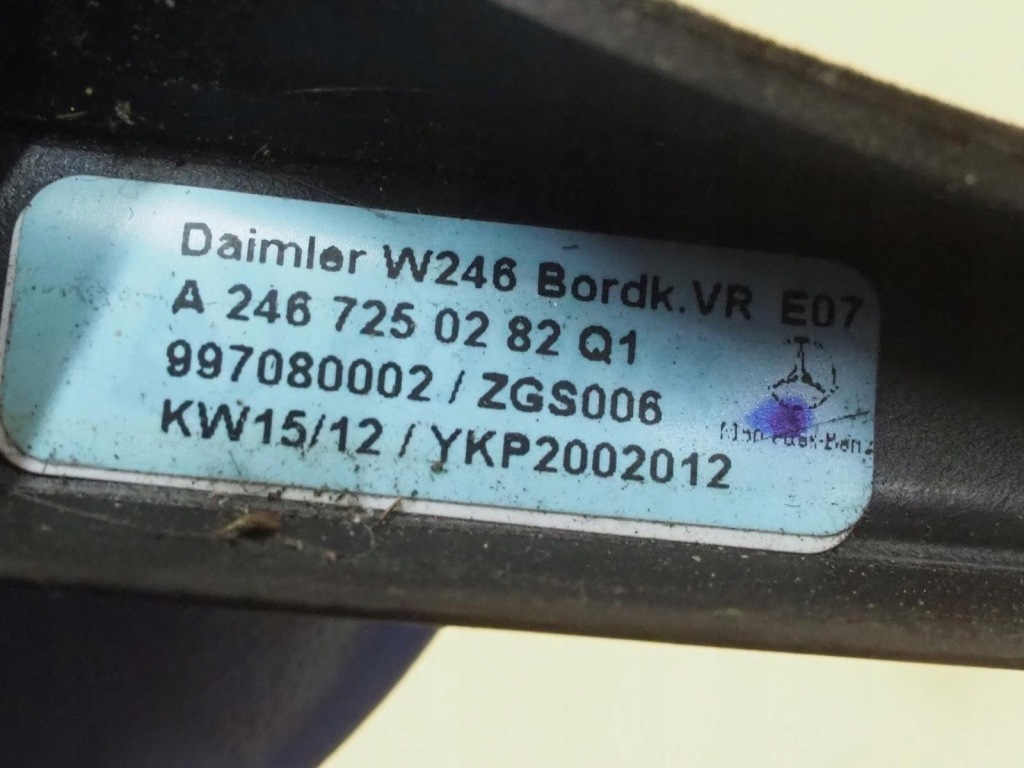 Daimler W246 Bordk.VR E07
A 246 725 02 82 Q1
997080002 / ZGS006
KW15/12 / YKP2002012